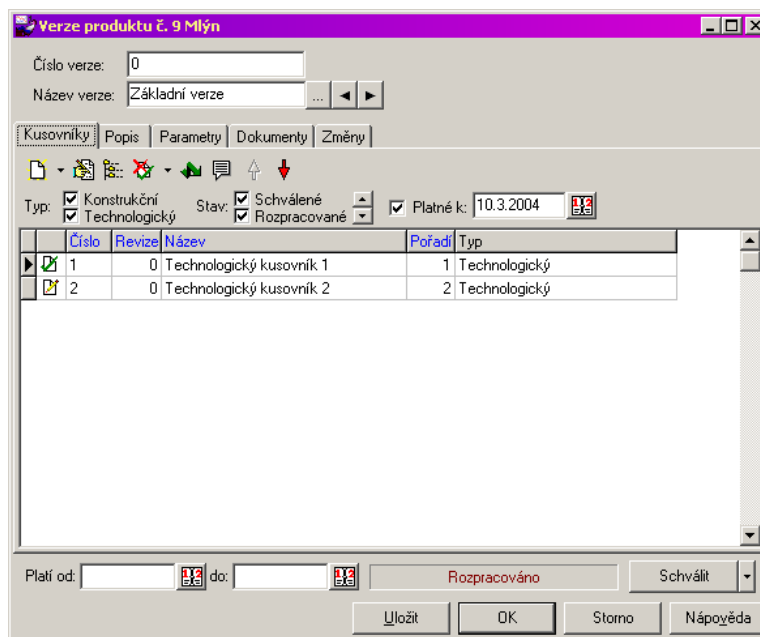 Verze produktu č. 9 Mlýn
Číslo verze: 0
Název verze: Základní verze ...
Kusovníky Popis Parametry Dokumenty Změny
Typ: Konstrukční Technologický Stav: Schválené Rozpracované Platné k: 10.3.2004
Číslo Revize Název Pořadí Typ
1 0 Technologický kusovník 1 1 Technologický
2 0 Technologický kusovník 2 2 Technologický
Platí od: do: Rozpracováno Schválit
Uložit OK Storno Nápověda